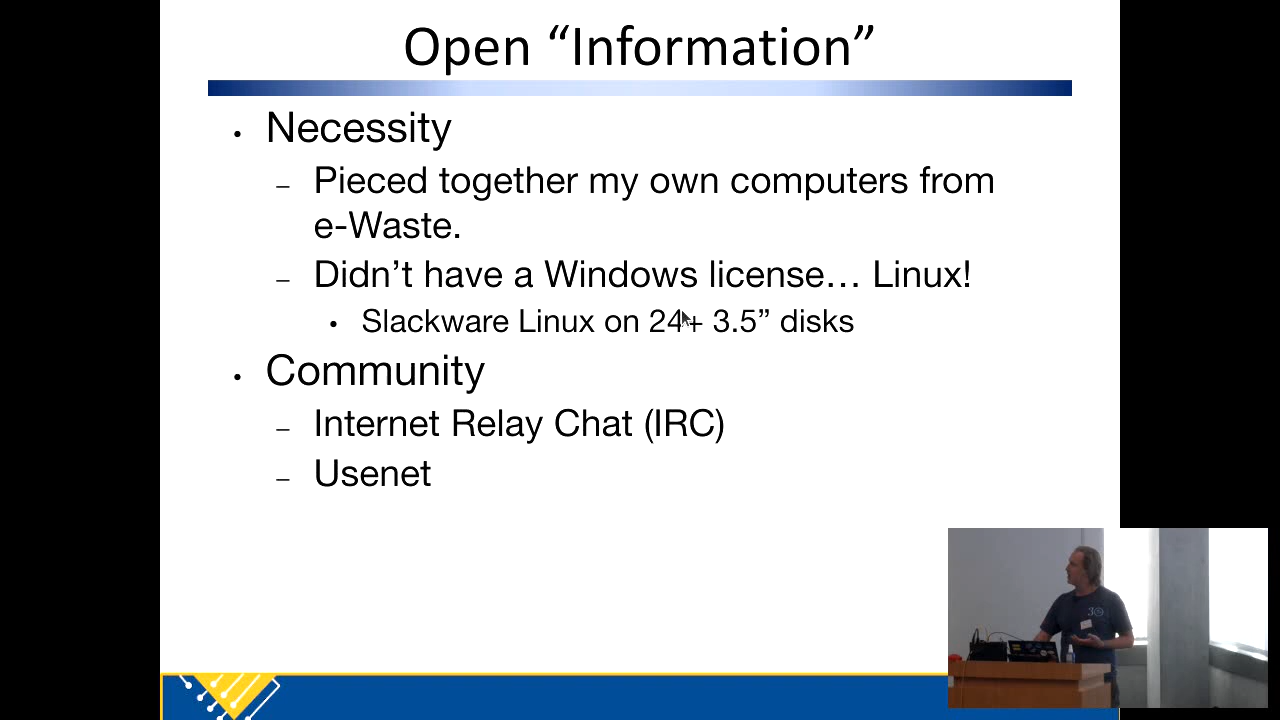 Open “Information”
• Necessity
– Pieced together my own computers from
e-Waste.
– Didn’t have a Windows license… Linux!
• Slackware Linux on 24+ 3.5” disks
• Community
– Internet Relay Chat (IRC)
– Usenet